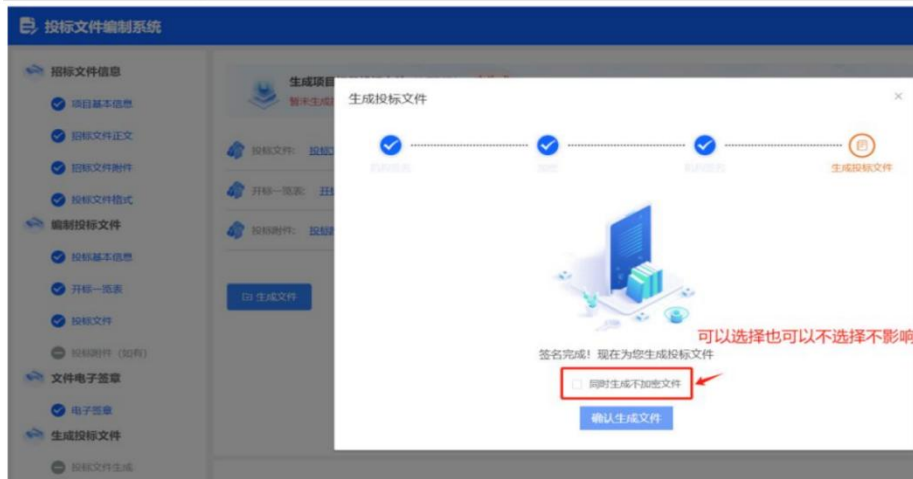 投标文件编制系统
招标文件信息
项目基本信息
招标文件正文
招标文件附件
投标文件格式
编制投标文件
投标基本信息
开标一览表
投标文件
投标附件（如有）
文件电子签章
电子签章
生成投标文件
投标文件生成
生成项目
暂未生成
投标文件：
开标一览表：
投标附件：
生成文件
生成投标文件
生成投标文件
可以选择也可以不选择不影响
签名完成！现在为您生成投标文件
同时生成不加密文件
确认生成文件